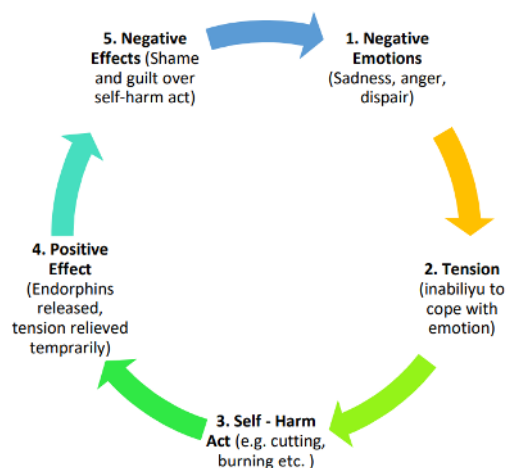 1. Negative
Emotions
(Sadness, anger,
dispair)
2. Tension
(inabiliyu to
cope with
emotion)
3. Self - Harm
Act (e.g. cutting,
burning etc. )
4. Positive
Effect
(Endorphins
released,
tension relieved
temprarily)
5. Negative
Effects (Shame
and guilt over
self-harm act)